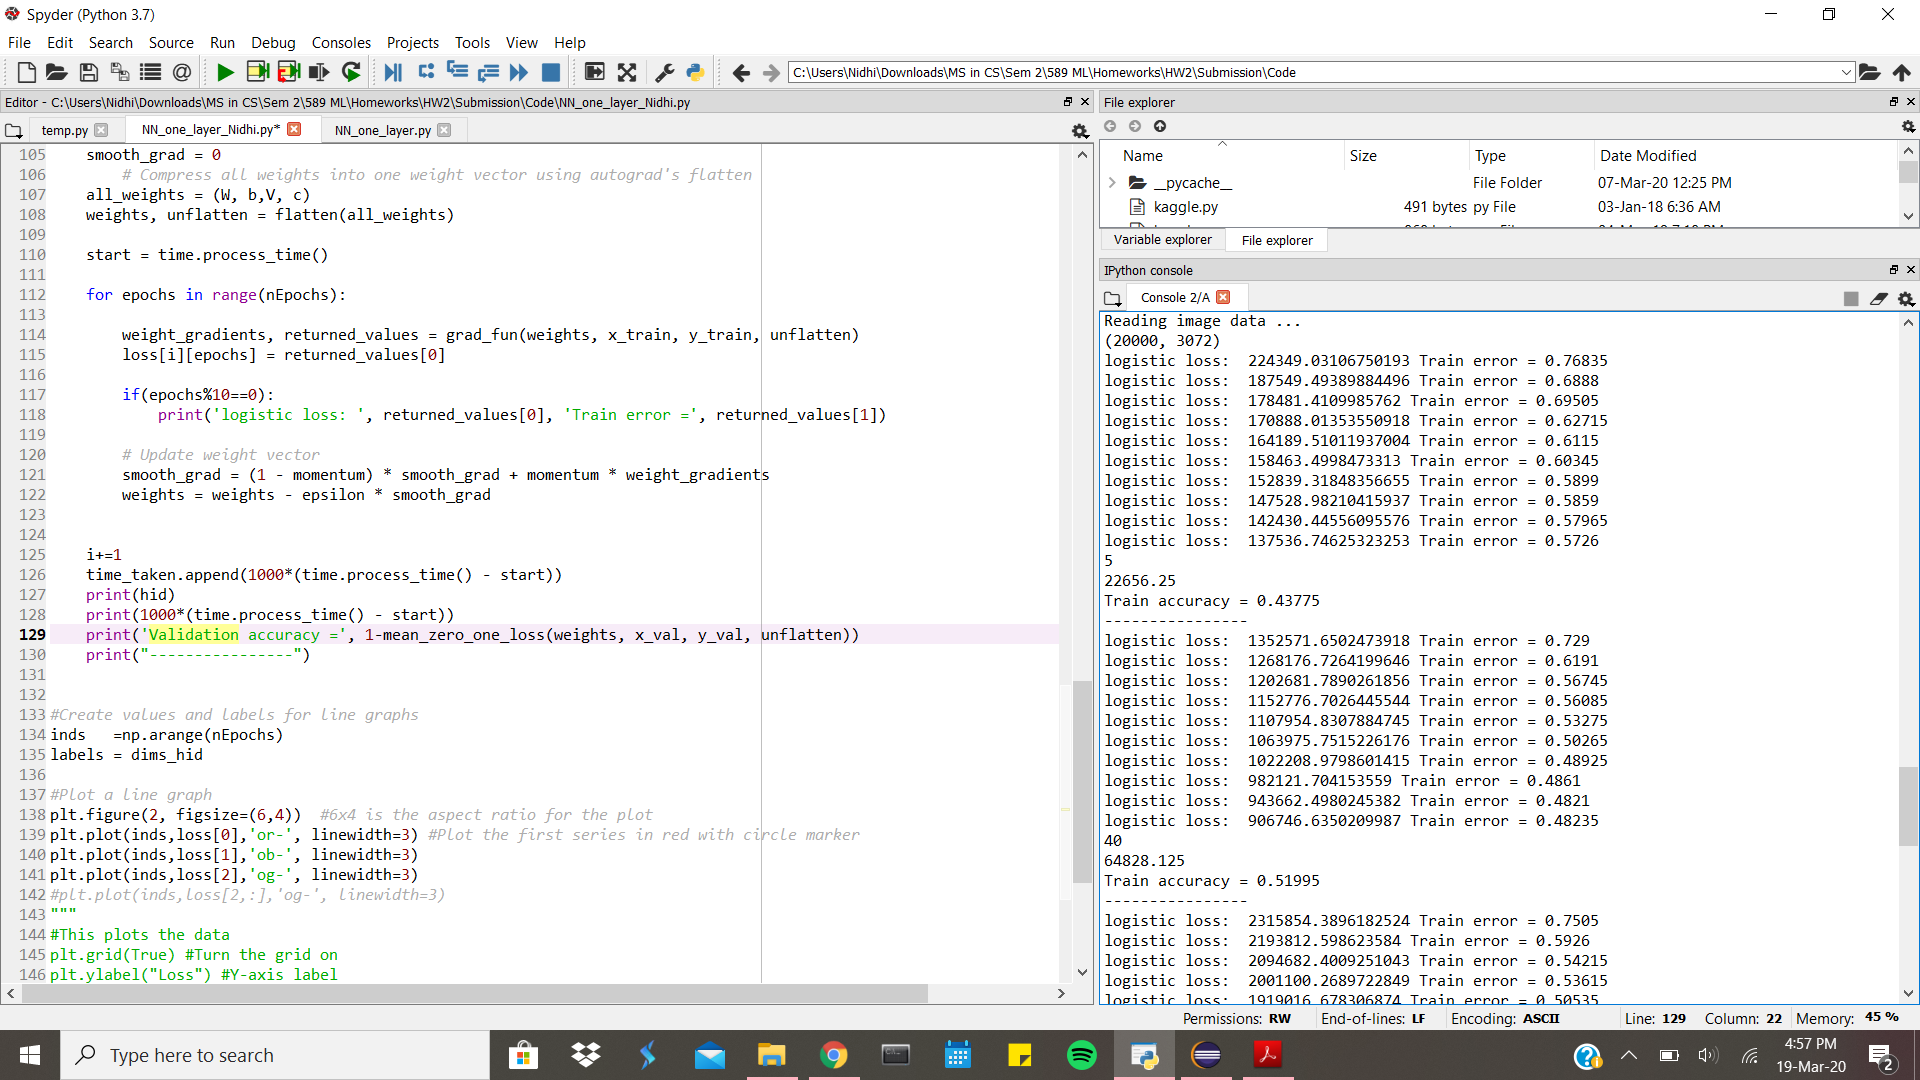 Spyder (Python 3.7)
File Edit Search Source Run Debug Consoles Projects Tools View Help
C:\Users\Nidhi\Downloads\MS in CS\Sem 2\589 ML\Homeworks\HW2\Submission\Code
Editor - C:\Users\Nidhi\Downloads\MS in CS\Sem 2\589 ML\Homeworks\HW2\Submission\Code\NN_one_layer_Nidhi.py
temp.py NN_one_layer_Nidhi.py* NN_one_layer.py
105 smooth_grad = 0
106 # Compress all weights into one weight vector using autograd's flatten
107 all_weights = (W, b,V, c)
108 weights, unflatten = flatten(all_weights)
109
110 start = time.process_time()
111
112 for epochs in range(nEpochs):
113
114 weight_gradients, returned_values = grad_fun(weights, x_train, y_train, unflatten)
115 loss[i][epochs] = returned_values[0]
116
117 if(epochs%10==0):
118 print('logistic loss: ', returned_values[0], 'Train error =', returned_values[1])
119
120 # Update weight vector
121 smooth_grad = (1 - momentum) * smooth_grad + momentum * weight_gradients
122 weights = weights - epsilon * smooth_grad
123
124
125 i+=1
126 time_taken.append(1000*(time.process_time() - start))
127 print(hid)
128 print(1000*(time.process_time() - start))
129 print('Validation accuracy =', 1-mean_zero_one_loss(weights, x_val, y_val, unflatten))
130 print("----------------")
131
132
133 #Create values and labels for line graphs
134 inds =np.arange(nEpochs)
135 labels = dims_hid
136
137 #Plot a line graph
138 plt.figure(2, figsize=(6,4)) #6x4 is the aspect ratio for the plot
139 plt.plot(inds,loss[0],'or-', linewidth=3) #Plot the first series in red with circle marker
140 plt.plot(inds,loss[1],'ob-', linewidth=3)
141 plt.plot(inds,loss[2],'og-', linewidth=3)
142 #plt.plot(inds,loss[2,:],'og-', linewidth=3)
143 """
144 #This plots the data
145 plt.grid(True) #Turn the grid on
146 plt.ylabel("Loss") #Y-axis label
File explorer
Name Size Type Date Modified
__pycache__ File Folder 07-Mar-20 12:25 PM
kaggle.py 491 bytes py File 03-Jan-18 6:36 AM
Variable explorer File explorer
IPython console
Console 2/A
Reading image data ...
(20000, 3072)
logistic loss: 224349.03106750193 Train error = 0.76835
logistic loss: 187549.49389884496 Train error = 0.6888
logistic loss: 178481.4109985762 Train error = 0.69505
logistic loss: 170888.01353550918 Train error = 0.62715
logistic loss: 164189.51011937004 Train error = 0.6115
logistic loss: 158463.4998473313 Train error = 0.60345
logistic loss: 152839.31848356655 Train error = 0.5899
logistic loss: 147528.98210415937 Train error = 0.5859
logistic loss: 142430.44556095576 Train error = 0.57965
logistic loss: 137536.74625323253 Train error = 0.5726
5
22656.25
Train accuracy = 0.43775
----------------
logistic loss: 1352571.6502473918 Train error = 0.729
logistic loss: 1268176.7264199646 Train error = 0.6191
logistic loss: 1202681.7890261856 Train error = 0.56745
logistic loss: 1152776.7026445544 Train error = 0.56085
logistic loss: 1107954.8307884745 Train error = 0.53275
logistic loss: 1063975.7515226176 Train error = 0.50265
logistic loss: 1022208.9798601415 Train error = 0.48925
logistic loss: 982121.704153559 Train error = 0.4861
logistic loss: 943662.4980245382 Train error = 0.4821
logistic loss: 906746.6350209987 Train error = 0.48235
40
64828.125
Train accuracy = 0.51995
----------------
logistic loss: 2315854.3896182524 Train error = 0.7505
logistic loss: 2193812.598623584 Train error = 0.5926
logistic loss: 2094682.4009251043 Train error = 0.54215
logistic loss: 2001100.2689722849 Train error = 0.53615
logistic loss: 1919016.678306874 Train error = 0.50535
Permissions: RW End-of-lines: LF Encoding: ASCII Line: 129 Column: 22 Memory: 45 %
Type here to search
4:57 PM
19-Mar-20
2